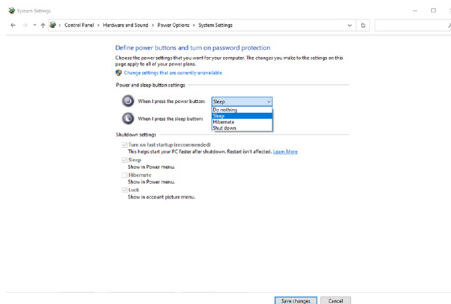 System Settings
Control Panel > Hardware and Sound > Power Options > System Settings
Define power buttons and turn on password protection
Choose the power settings that you want for your computer. The changes you make to the settings on this
page apply to all of your power plans.
Change settings that are currently unavailable
Power and sleep button settings
When I press the power button: Sleep
Do nothing
Sleep
Hibernate
Shut down
When I press the sleep button:
Shutdown settings
Turn on fast startup (recommended)
This helps start your PC faster after shutdown. Restart isn't affected. Learn More
Sleep
Show in Power menu.
Hibernate
Show in Power menu.
Lock
Show in account picture menu.
Save changes Cancel